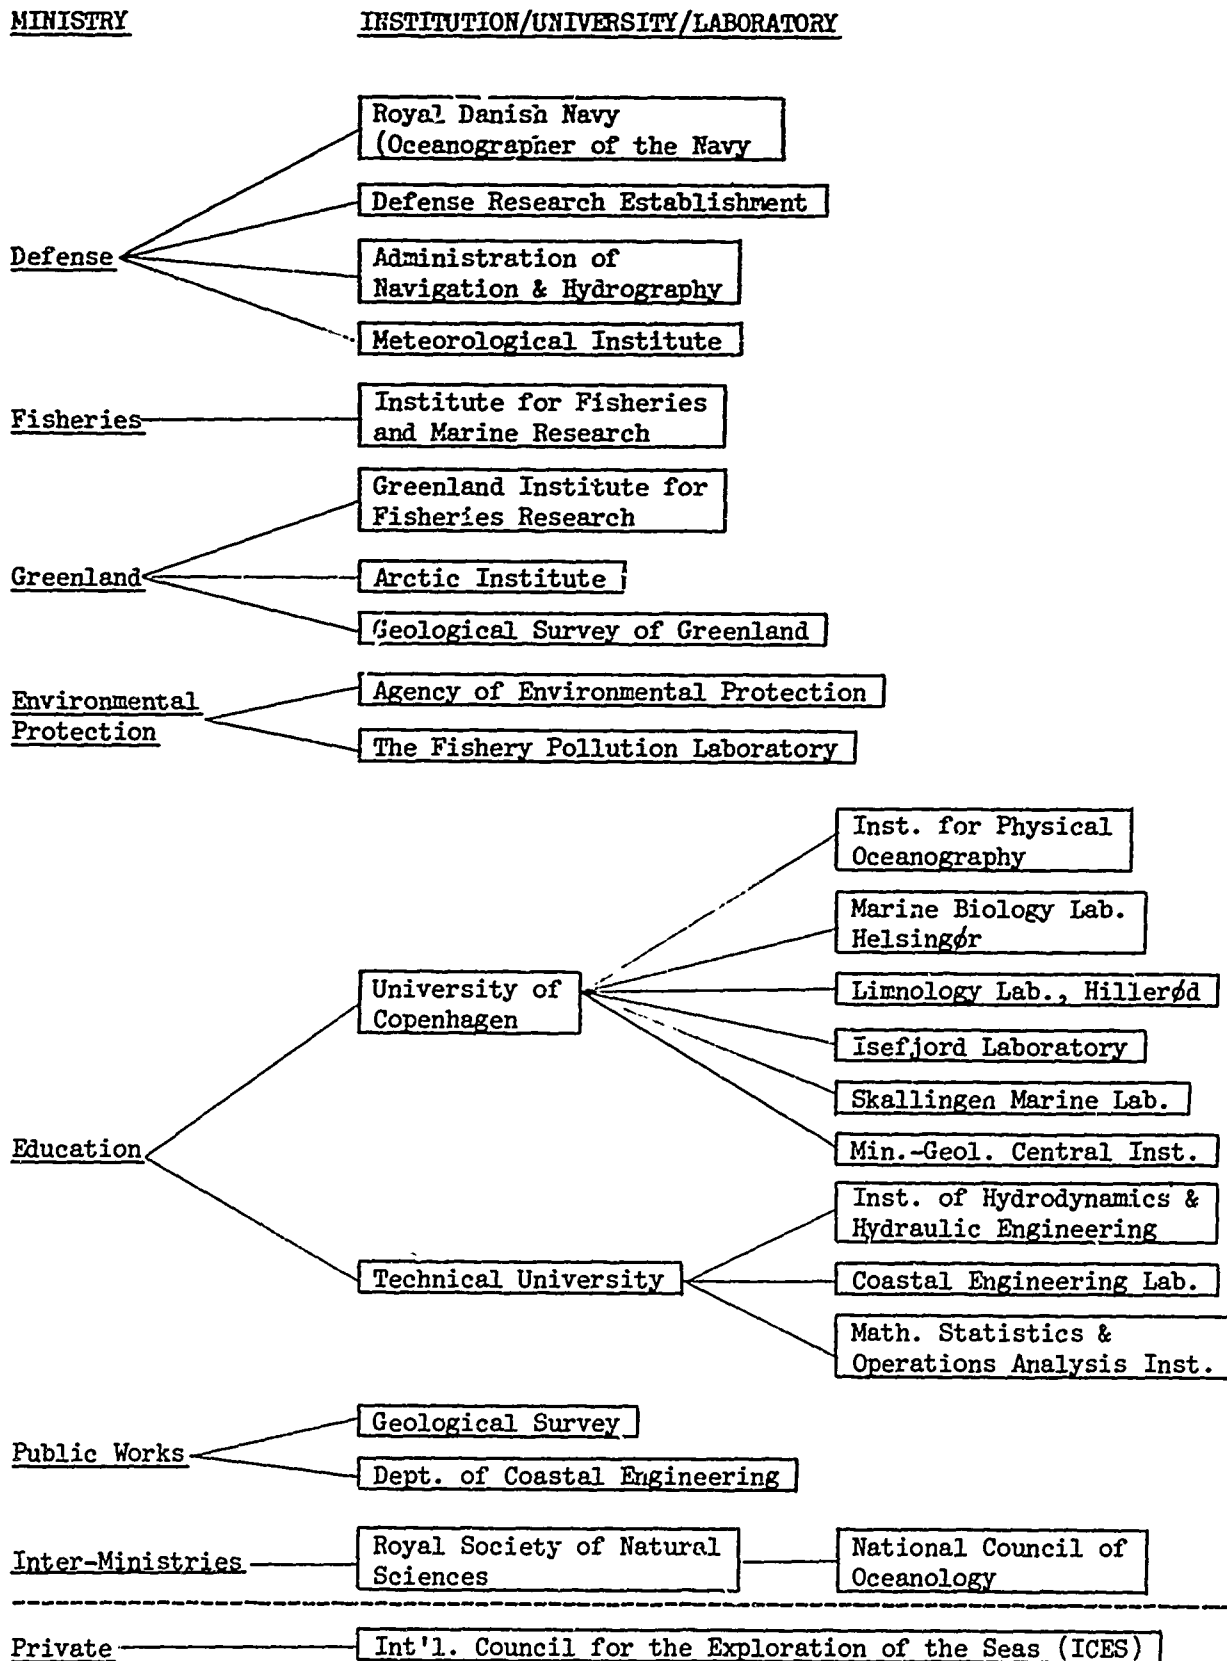 MINISTRY
INSTITUTION/UNIVERSITY/LABORATORY
Royal Danish Navy
(Oceanographer of the Navy
Defense Research Establishment
Defense
Administration of
Navigation & Hydrography
Meteorological Institute
Fisheries
Institute for Fisheries
and Marine Research
Greenland Institute for
Fisheries Research
Greenland
Arctic Institute
Geological Survey of Greenland
Environmental
Protection
Agency of Environmental Protection
The Fishery Pollution Laboratory
Inst. for Physical
Oceanography
Marine Biology Lab.
Helsingør
University of
Copenhagen
Limnology Lab., Hillerød
Isefjord Laboratory
Skallingen Marine Lab.
Education
Min.-Geol. Central Inst.
Inst. of Hydrodynamics &
Hydraulic Engineering
Technical University
Coastal Engineering Lab.
Math. Statistics &
Operations Analysis Inst.
Public Works
Geological Survey
Dept. of Coastal Engineering
Inter-Ministries
Royal Society of Natural
Sciences
National Council of
Oceanology
Private
Int'l. Council for the Exploration of the Seas (ICES)